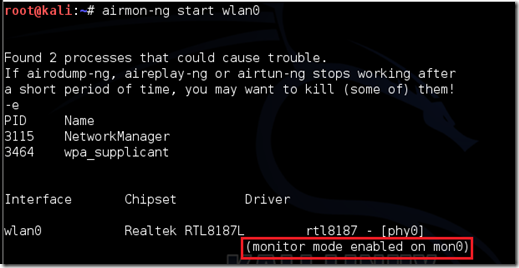 root@kali:~# airmon-ng start wlan0
Found 2 processes that could cause trouble.
If airodump-ng, aireplay-ng or airtun-ng stops working after
a short period of time, you may want to kill (some of) them!
-e
PID Name
3115 NetworkManager
3464 wpa_supplicant
Interface Chipset Driver
wlan0 Realtek RTL8187L rtl8187 - [phy0]
(monitor mode enabled on mon0)